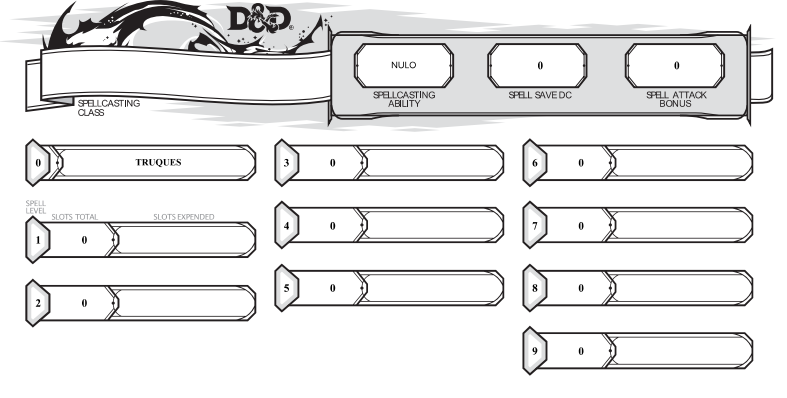 D&D
NULO
0
0
SPELLCASTING
ABILITY
SPELL SAVE DC
SPELL ATTACK
BONUS
SPELLCASTING
CLASS
0 TRUQUES
SPELL
LEVEL
SLOTS TOTAL SLOTS EXPENDED
1 0
2 0
3 0
4 0
5 0
6 0
7 0
8 0
9 0